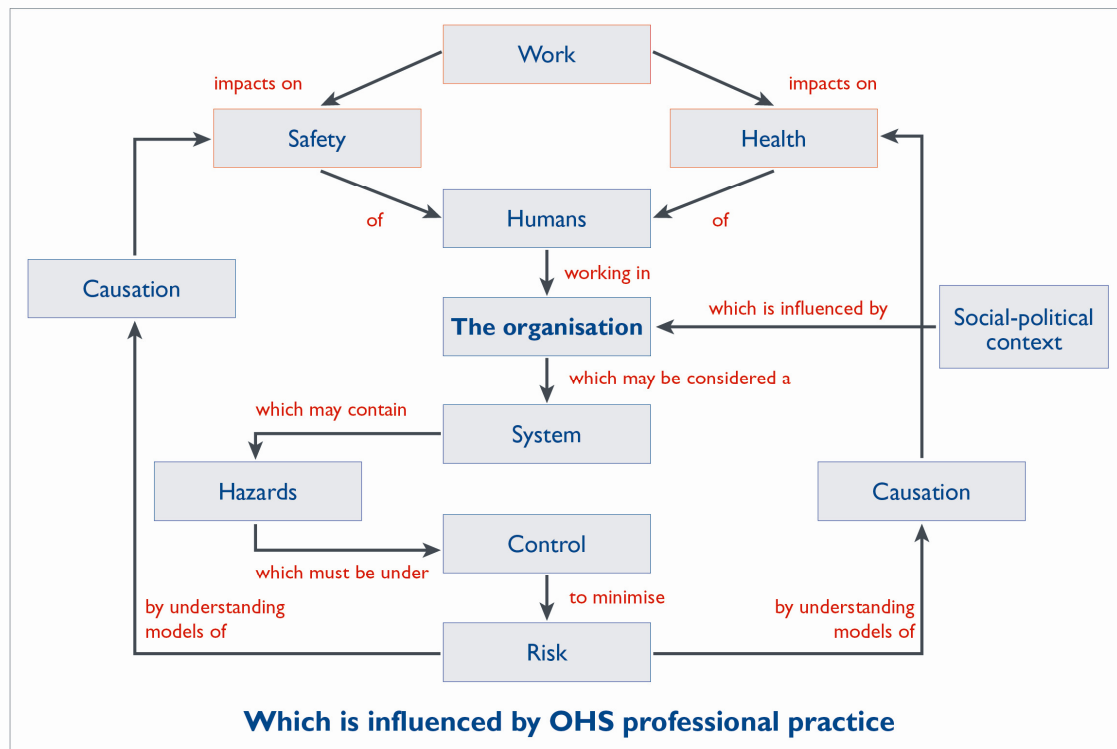 Work
impacts on
impacts on
Safety
Health
of
Humans
of
working in
Causation
The organisation
which is influenced by
Social-political
context
which may be considered a
which may contain
System
Hazards
Causation
Control
which must be under
to minimise
by understanding
models of
by understanding
models of
Risk
Which is influenced by OHS professional practice